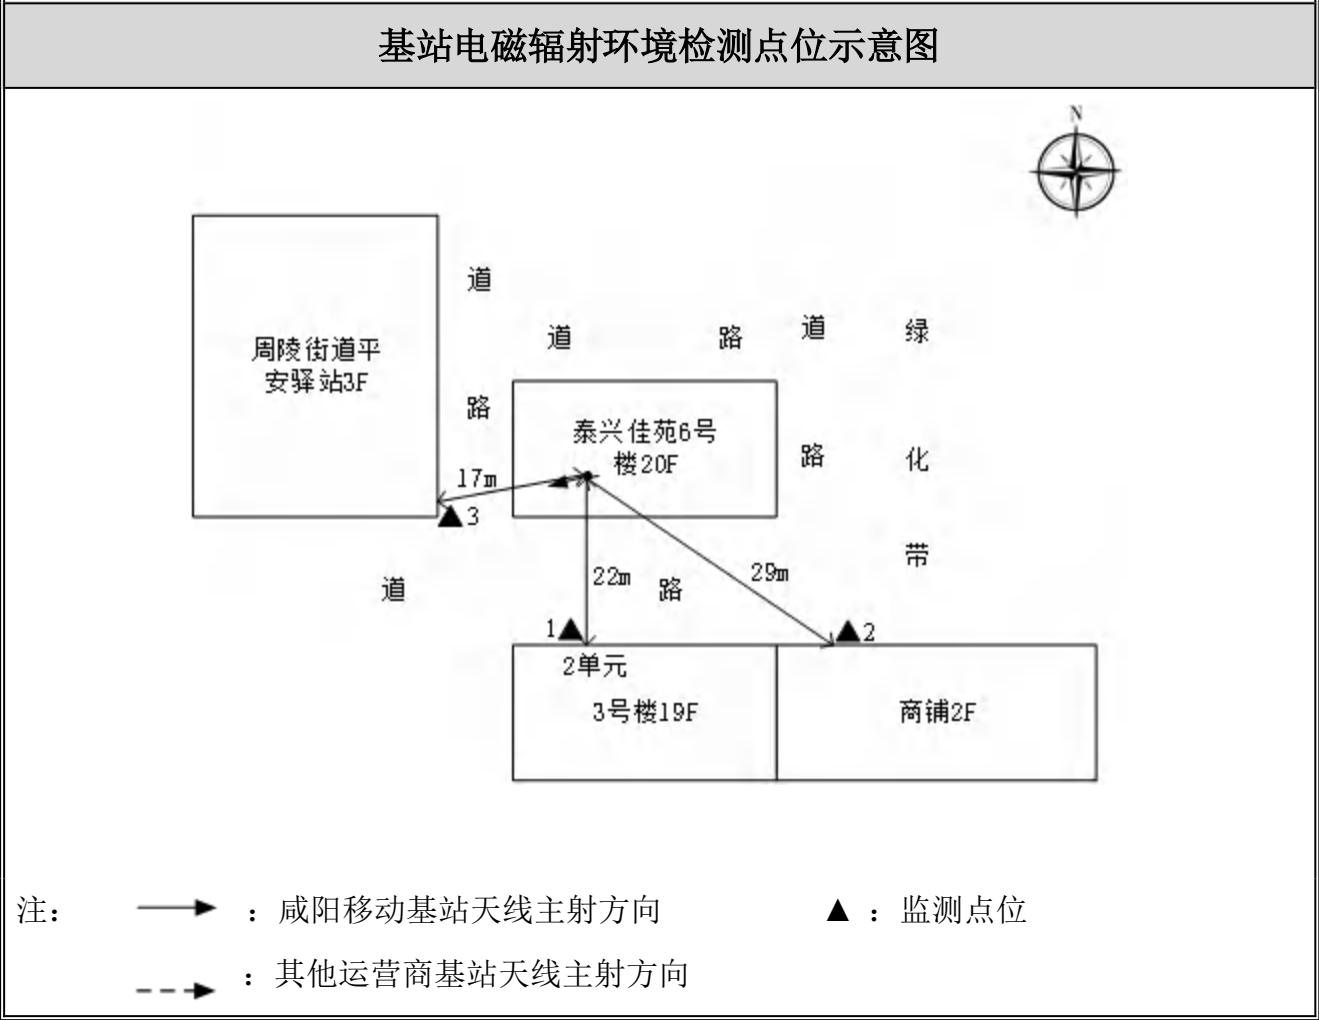 基站电磁辐射环境检测点位示意图
N
周陵街道平
安驿站3F
道
路
道 路
道
路
绿
化
带
泰兴佳苑6号
楼20F
17m
▲3
道 路
22m
29m
1▲
▲2
2单元
3号楼19F
商铺2F
注： ：咸阳移动基站天线主射方向 ▲：监测点位
：其他运营商基站天线主射方向